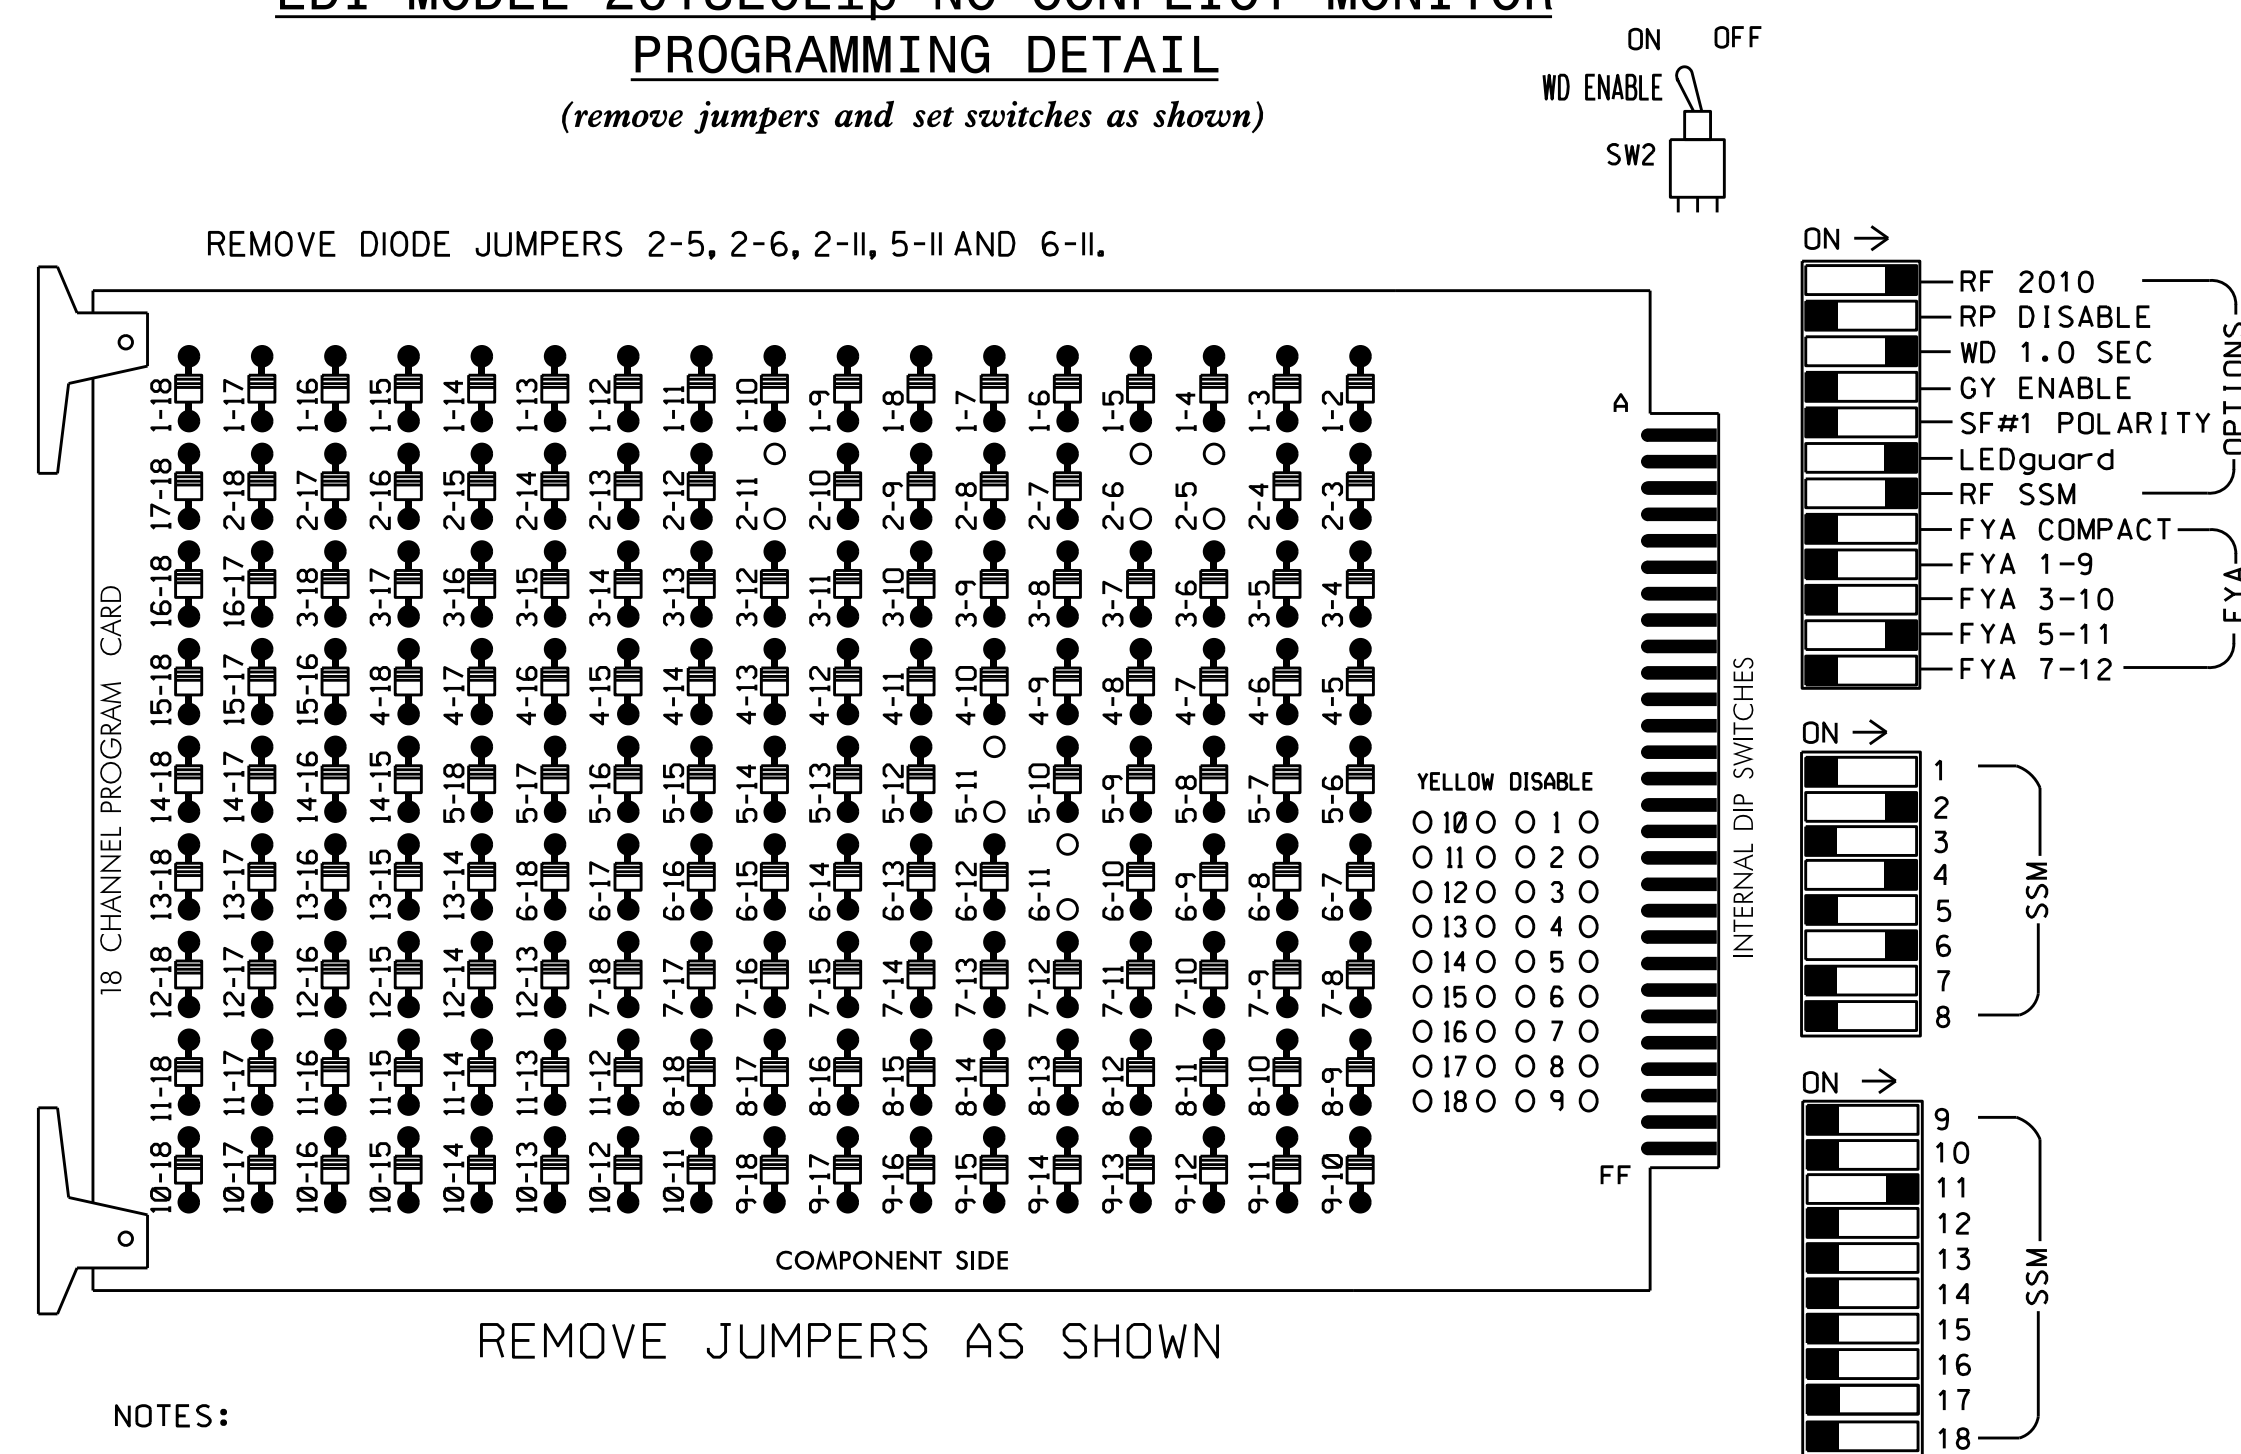 PROGRAMMING DETAIL
(remove jumpers and set switches as shown)
ON OFF
WD ENABLE
SW2
REMOVE DIODE JUMPERS 2-5, 2-6, 2-11, 5-11 AND 6-11.
18 CHANNEL PROGRAM CARD
1-18 1-17 1-16 1-15 1-14 1-13 1-12 1-11 1-10 1-9 1-8 1-7 1-6 1-5 1-4 1-3 1-2
17-18 2-18 2-17 2-16 2-15 2-14 2-13 2-12 2-11 2-10 2-9 2-8 2-7 2-6 2-5 2-4 2-3
16-18 16-17 3-18 3-17 3-16 3-15 3-14 3-13 3-12 3-11 3-10 3-9 3-8 3-7 3-6 3-5 3-4
15-18 15-17 15-16 4-18 4-17 4-16 4-15 4-14 4-13 4-12 4-11 4-10 4-9 4-8 4-7 4-6 4-5
14-18 14-17 14-16 14-15 5-18 5-17 5-16 5-15 5-14 5-13 5-12 5-11 5-10 5-9 5-8 5-7 5-6
13-18 13-17 13-16 13-15 13-14 6-18 6-17 6-16 6-15 6-14 6-13 6-12 6-11 6-10 6-9 6-8 6-7
12-18 12-17 12-16 12-15 12-14 12-13 7-18 7-17 7-16 7-15 7-14 7-13 7-12 7-11 7-10 7-9 7-8
11-18 11-17 11-16 11-15 11-14 11-13 11-12 8-18 8-17 8-16 8-15 8-14 8-13 8-12 8-11 8-10 8-9
10-18 10-17 10-16 10-15 10-14 10-13 10-12 10-11 9-18 9-17 9-16 9-15 9-14 9-13 9-12 9-11 9-10
YELLOW DISABLE
10 1
11 2
12 3
13 4
14 5
15 6
16 7
17 8
18 9
A
FF
COMPONENT SIDE
REMOVE JUMPERS AS SHOWN
NOTES:
INTERNAL DIP SWITCHES
ON →
RF 2010
RP DISABLE
WD 1.0 SEC
GY ENABLE
SF#1 POLARITY
LEDguard
RF SSM
OPTIONS
FYA COMPACT
FYA 1-9
FYA 3-10
FYA 5-11
FYA 7-12
FYA
ON →
1
2
3
4
5
6
7
8
SSM
ON →
9
10
11
12
13
14
15
16
17
18
SSM